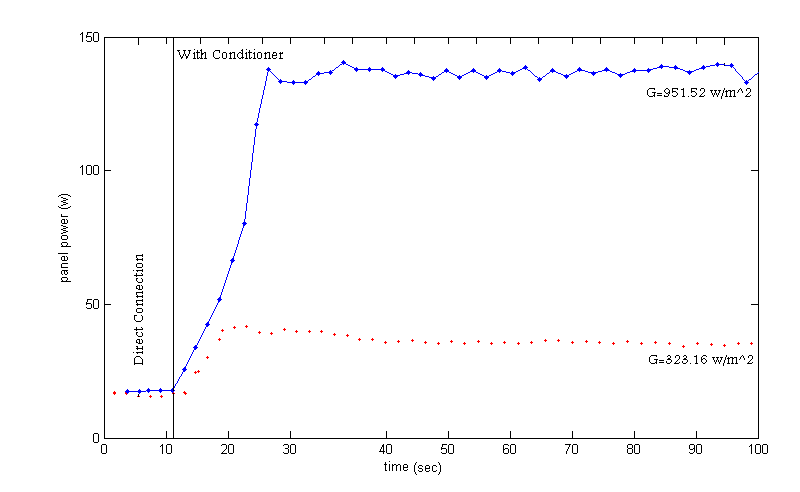 150
With Conditioner
G=951.52 w/m^2
100
panel power (w)
Direct Connection
50
G=323.16 w/m^2
0
0 10 20 30 40 50 60 70 80 90 100
time (sec)